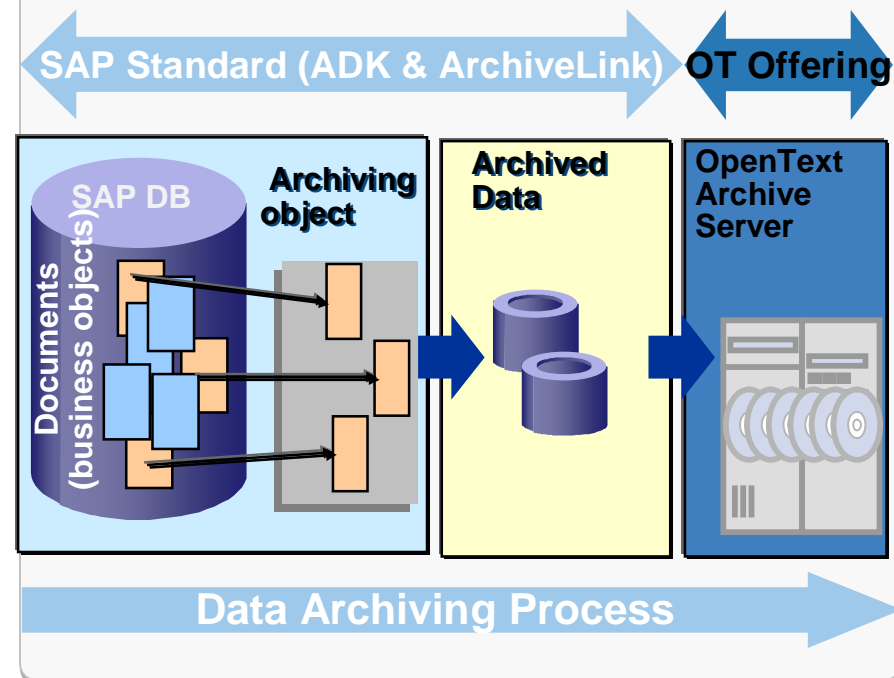 SAP Standard (ADK & ArchiveLink)
OT Offering
SAP DB
Documents
(business objects)
Archiving
object
Archived
Data
OpenText
Archive
Server
Data Archiving Process